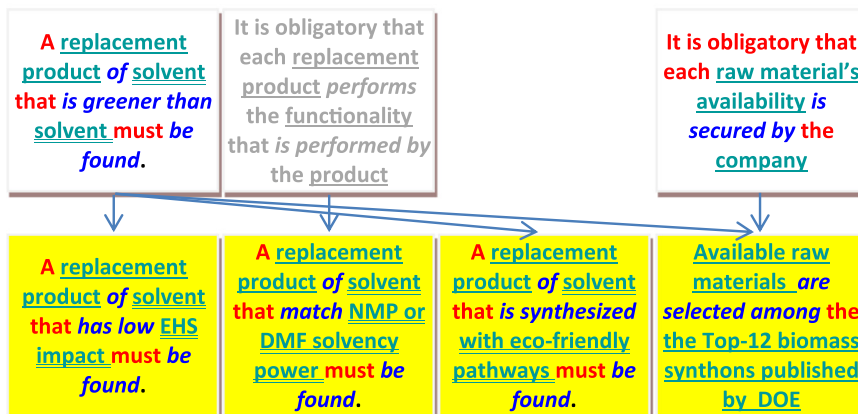 A replacement
product of solvent
that is greener than
solvent must be
found.
It is obligatory that
each replacement
product performs
the functionality
that is performed by
the product
It is obligatory that
each raw material's
availability is
secured by the
company
A replacement
product of solvent
that has low EHS
impact must be
found.
A replacement
product of solvent
that match NMP or
DMF solvency
power must be
found.
A replacement
product of solvent
that is synthesized
with eco-friendly
pathways must be
found.
Available raw
materials are
selected among the
the Top-12 biomass
synthons published
by DOE